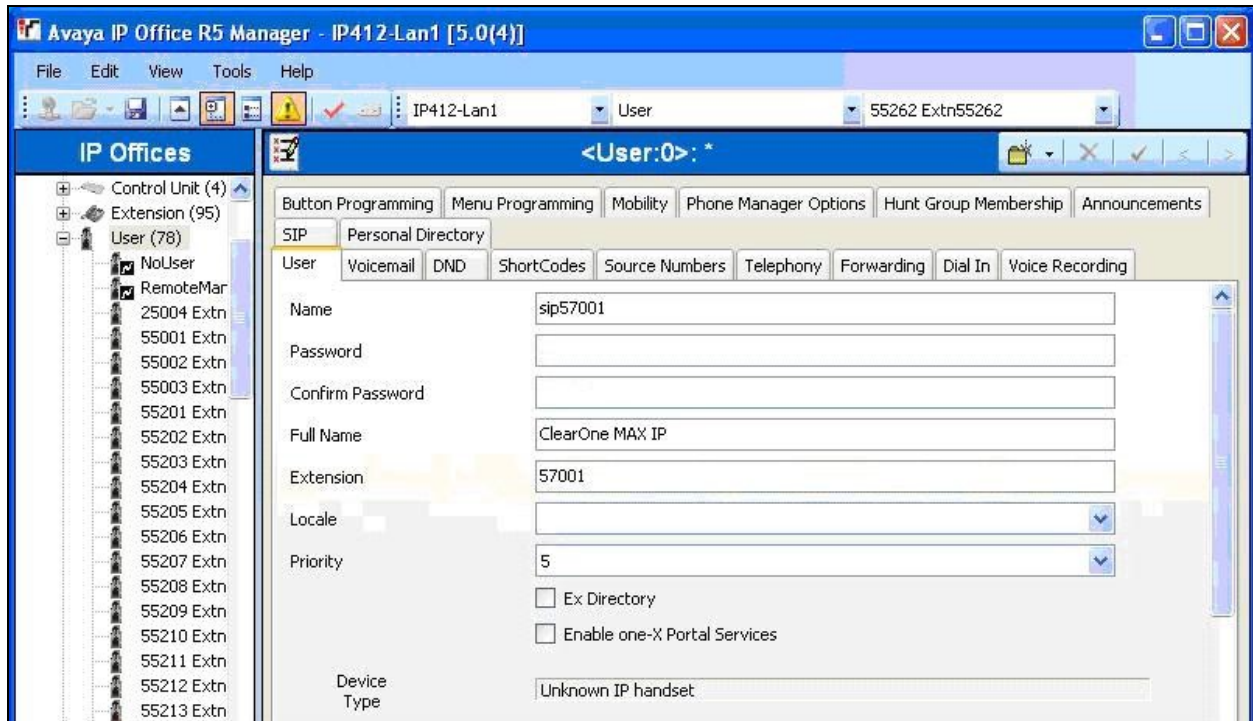 Avaya IP Office R5 Manager - IP412-Lan1 [5.0(4)]
File Edit View Tools Help
IP412-Lan1 User 55262 Extn55262
IP Offices
Control Unit (4)
Extension (95)
User (78)
NoUser
RemoteMar
25004 Extn
55001 Extn
55002 Extn
55003 Extn
55201 Extn
55202 Extn
55203 Extn
55204 Extn
55205 Extn
55206 Extn
55207 Extn
55208 Extn
55209 Extn
55210 Extn
55211 Extn
55212 Extn
55213 Extn
<User:0>: *
Button Programming Menu Programming Mobility Phone Manager Options Hunt Group Membership Announcements
SIP Personal Directory
User Voicemail DND ShortCodes Source Numbers Telephony Forwarding Dial In Voice Recording
Name sip57001
Password
Confirm Password
Full Name ClearOne MAX IP
Extension 57001
Locale
Priority 5
Ex Directory
Enable one-X Portal Services
Device
Type
Unknown IP handset